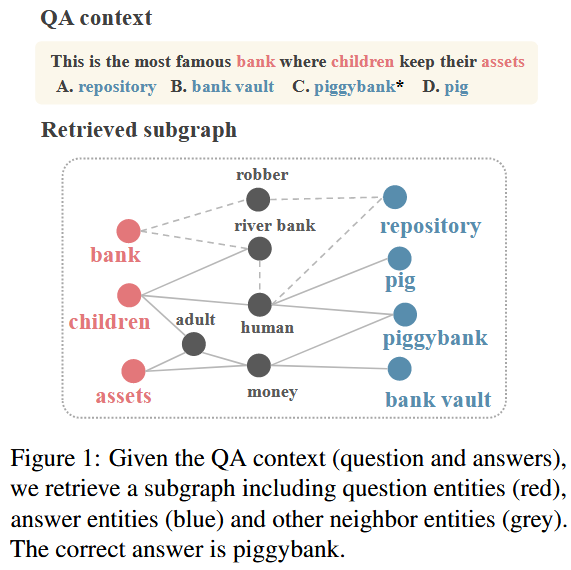 QA context
This is the most famous bank where children keep their assets
A. repository B. bank vault C. piggybank* D. pig
Retrieved subgraph
robber
river bank
repository
bank
pig
children
adult
human
piggybank
assets
money
bank vault
Figure 1: Given the QA context (question and answers),
we retrieve a subgraph including question entities (red),
answer entities (blue) and other neighbor entities (grey).
The correct answer is piggybank.